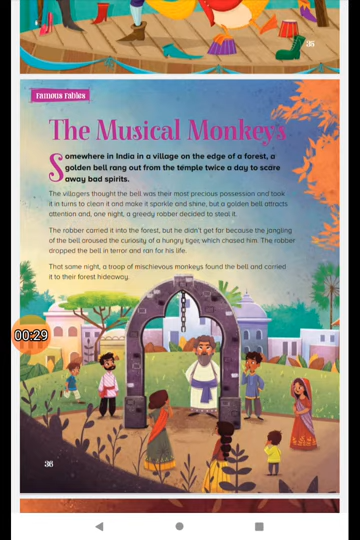 35
Famous Fables
The Musical Monkeys
Somewhere in India in a village on the edge of a forest, a
golden bell rang out from the temple twice a day to scare
away bad spirits.
The villagers thought the bell was their most precious possession and took
it in turns to clean it and make it sparkle and shine, but a golden bell attracts
attention and, one night, a greedy robber decided to steal it.
The robber carried it into the forest, but he didn't get far because the jangling
of the bell aroused the curiosity of a hungry tiger, which chased him. The robber
dropped the bell in terror and ran for his life.
That same night, a troop of mischievous monkeys found the bell and carried
it to their forest hideaway.
00:29
36